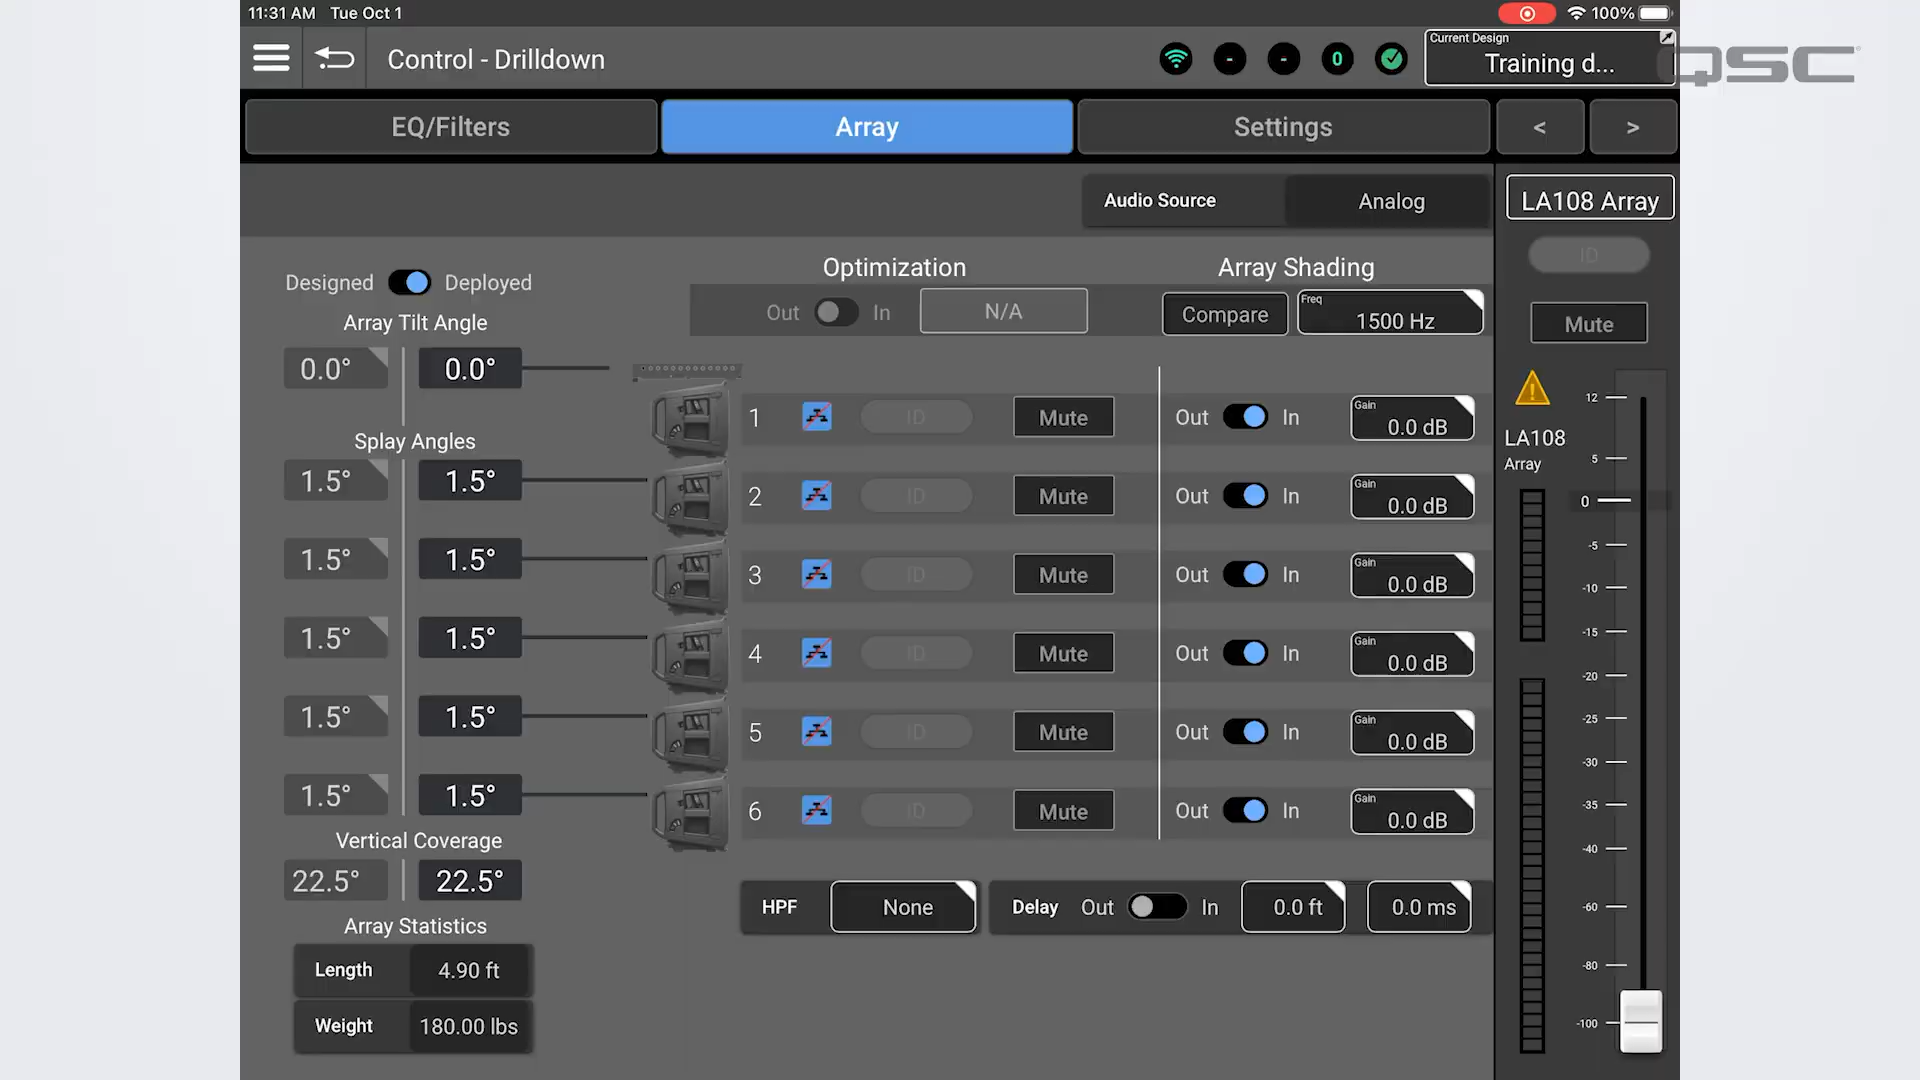 11:31 AM Tue Oct 1
100%
Control - Drilldown
0
Current Design
Training d...
QSC
EQ/Filters
Array
Settings
<
>
Audio Source
Analog
LA108 Array
ID
Mute
Optimization
Array Shading
Designed
Deployed
Out
In
N/A
Compare
Freq
1500 Hz
Array Tilt Angle
0.0°
0.0°
Splay Angles
1.5°
1.5°
1.5°
1.5°
1.5°
1.5°
1.5°
1.5°
1.5°
1.5°
Vertical Coverage
22.5°
22.5°
Array Statistics
Length
4.90 ft
Weight
180.00 lbs
1
ID
Mute
Out
In
Gain
0.0 dB
2
ID
Mute
Out
In
Gain
0.0 dB
3
ID
Mute
Out
In
Gain
0.0 dB
4
ID
Mute
Out
In
Gain
0.0 dB
5
ID
Mute
Out
In
Gain
0.0 dB
6
ID
Mute
Out
In
Gain
0.0 dB
HPF
None
Delay
Out
In
0.0 ft
0.0 ms
LA108
Array
12
5
0
-5
-10
-15
-20
-25
-30
-35
-40
-60
-80
-100